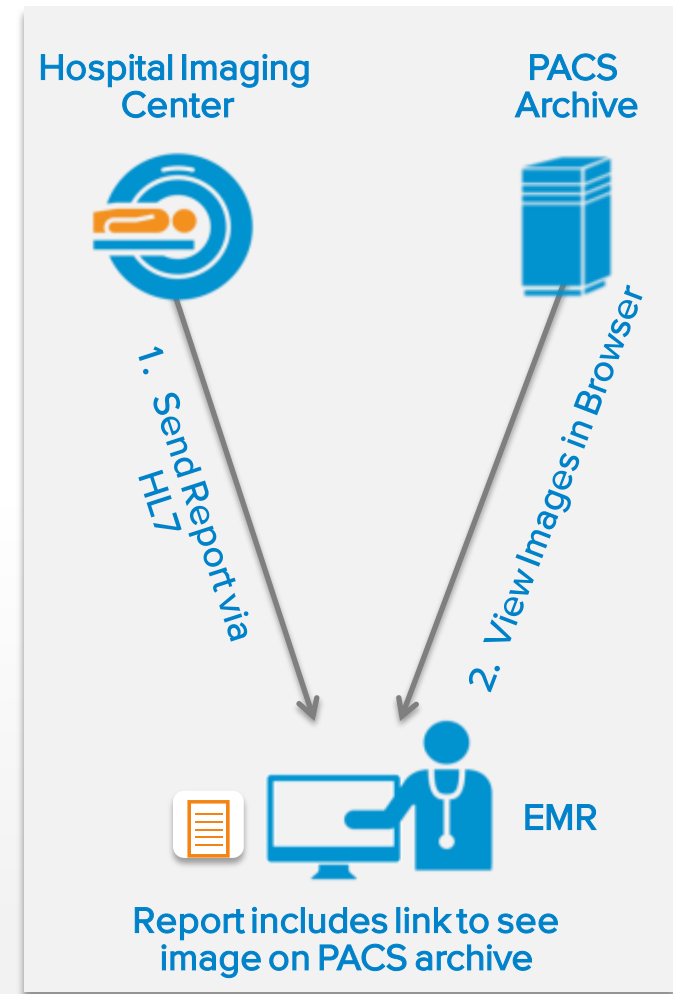 Hospital Imaging
Center
PACS
Archive
1. Send Report via
HL7
2. View Images in Browser
EMR
Report includes link to see
image on PACS archive